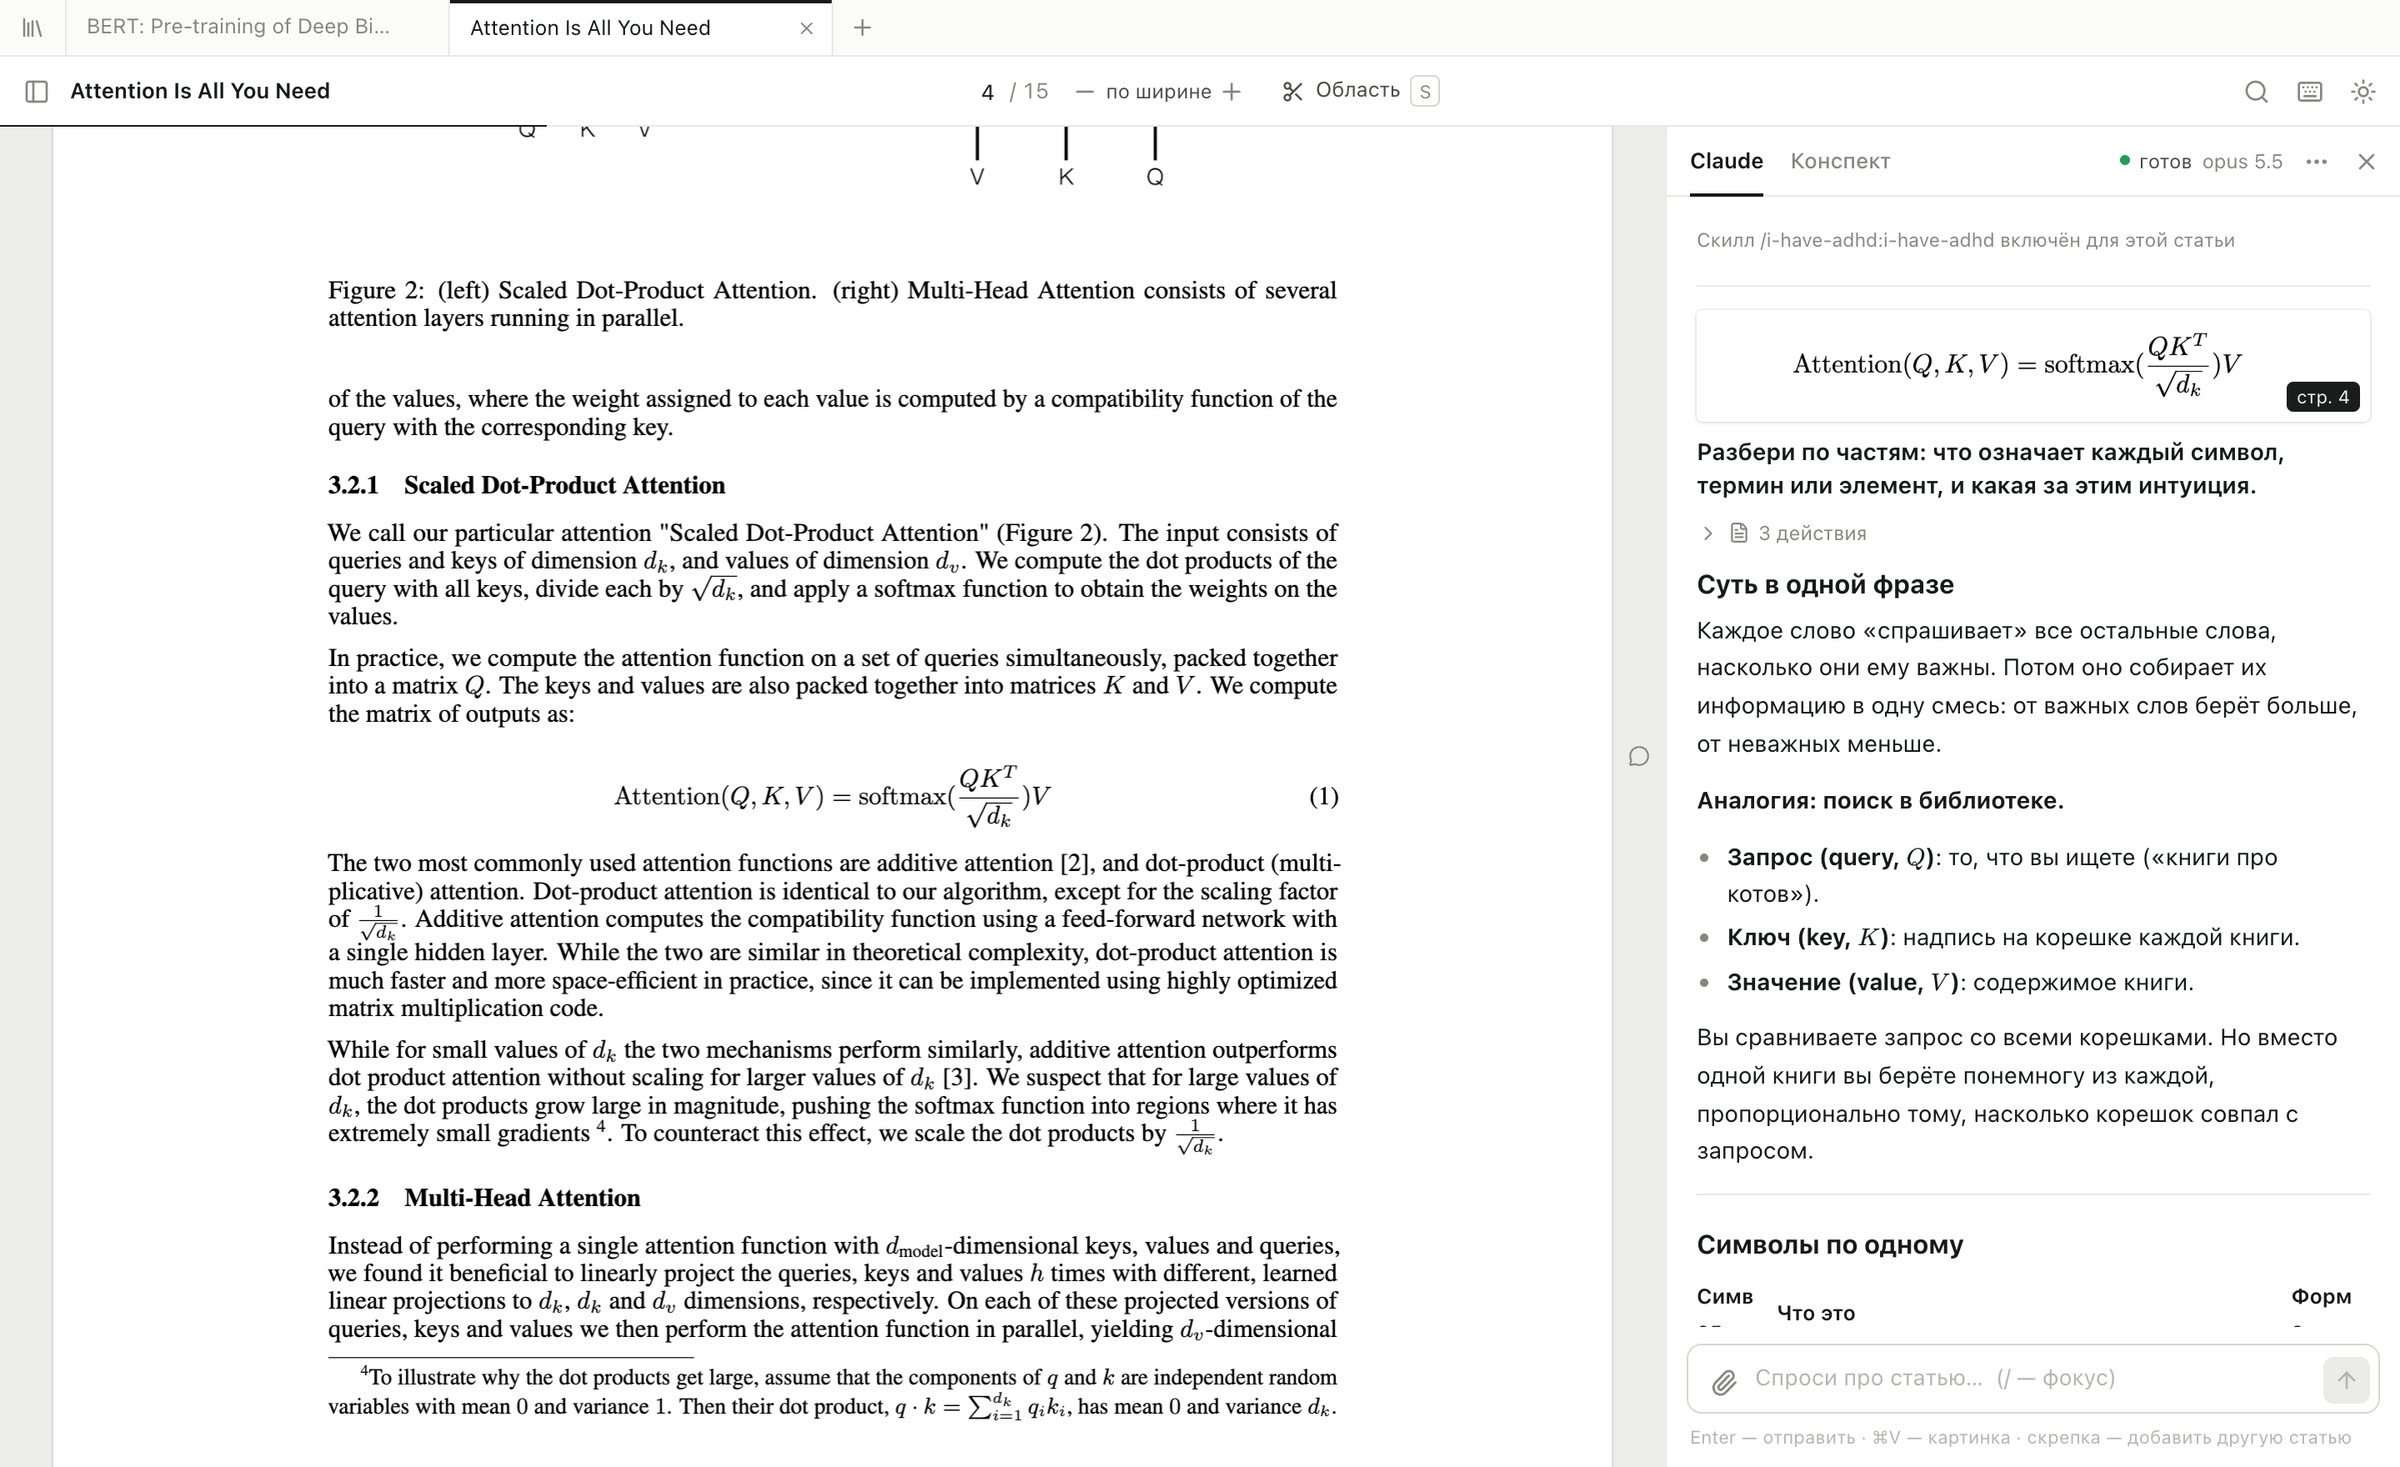 BERT: Pre-training of Deep Bi...
Attention Is All You Need
Attention Is All You Need
4 / 15
по ширине
Область S
Q K V
V K Q
Figure 2: (left) Scaled Dot-Product Attention. (right) Multi-Head Attention consists of several
attention layers running in parallel.
of the values, where the weight assigned to each value is computed by a compatibility function of the
query with the corresponding key.
3.2.1 Scaled Dot-Product Attention
We call our particular attention "Scaled Dot-Product Attention" (Figure 2). The input consists of
queries and keys of dimension dₖ, and values of dimension dᵥ. We compute the dot products of the
query with all keys, divide each by √dₖ, and apply a softmax function to obtain the weights on the
values.
In practice, we compute the attention function on a set of queries simultaneously, packed together
into a matrix Q. The keys and values are also packed together into matrices K and V. We compute
the matrix of outputs as:
Attention(Q, K, V) = softmax(QKᵀ/√dₖ)V (1)
The two most commonly used attention functions are additive attention [2], and dot-product (multi-
plicative) attention. Dot-product attention is identical to our algorithm, except for the scaling factor
of 1/√dₖ. Additive attention computes the compatibility function using a feed-forward network with
a single hidden layer. While the two are similar in theoretical complexity, dot-product attention is
much faster and more space-efficient in practice, since it can be implemented using highly optimized
matrix multiplication code.
While for small values of dₖ the two mechanisms perform similarly, additive attention outperforms
dot product attention without scaling for larger values of dₖ [3]. We suspect that for large values of
dₖ, the dot products grow large in magnitude, pushing the softmax function into regions where it has
extremely small gradients ⁴. To counteract this effect, we scale the dot products by 1/√dₖ.
3.2.2 Multi-Head Attention
Instead of performing a single attention function with d_model-dimensional keys, values and queries,
we found it beneficial to linearly project the queries, keys and values h times with different, learned
linear projections to dₖ, dₖ and dᵥ dimensions, respectively. On each of these projected versions of
queries, keys and values we then perform the attention function in parallel, yielding dᵥ-dimensional
⁴To illustrate why the dot products get large, assume that the components of q and k are independent random
variables with mean 0 and variance 1. Then their dot product, q · k = ∑ᵢ₌₁^dₖ qᵢkᵢ, has mean 0 and variance dₖ.
Claude Конспект готов opus 5.5
Скилл /i-have-adhd:i-have-adhd включён для этой статьи
Attention(Q, K, V) = softmax(QKᵀ/√dₖ)V
стр. 4
Разбери по частям: что означает каждый символ,
термин или элемент, и какая за этим интуиция.
3 действия
Суть в одной фразе
Каждое слово «спрашивает» все остальные слова,
насколько они ему важны. Потом оно собирает их
информацию в одну смесь: от важных слов берёт больше,
от неважных меньше.
Аналогия: поиск в библиотеке.
Запрос (query, Q): то, что вы ищете («книги про
котов»).
Ключ (key, K): надпись на корешке каждой книги.
Значение (value, V): содержимое книги.
Вы сравниваете запрос со всеми корешками. Но вместо
одной книги вы берёте понемногу из каждой,
пропорционально тому, насколько корешок совпал с
запросом.
Символы по одному
Симв Что это Форм
Спроси про статью... (/ — фокус)
Enter — отправить · ⌘V — картинка · скрепка — добавить другую статью